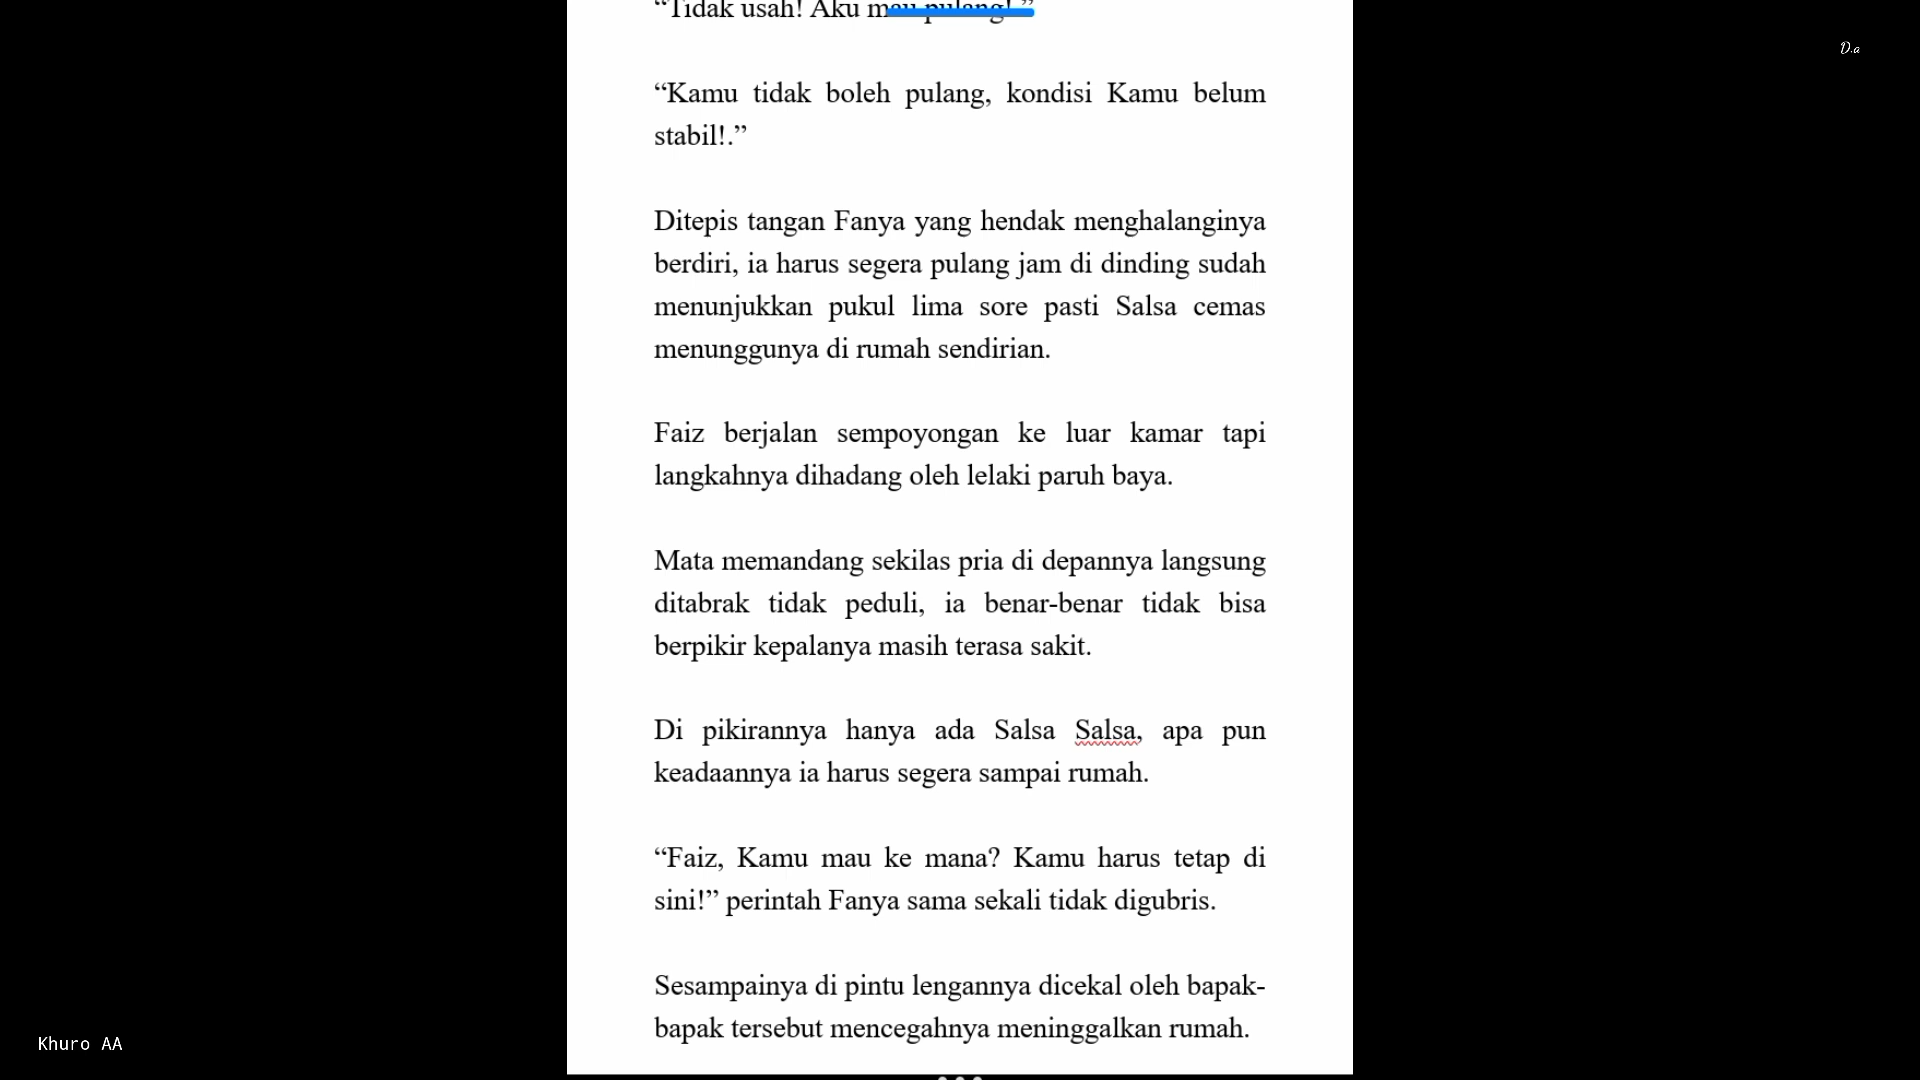 “Tidak usah! Aku mau pulang!.”
D.a
“Kamu tidak boleh pulang, kondisi Kamu belum
stabil!.”
Ditepis tangan Fanya yang hendak menghalanginya
berdiri, ia harus segera pulang jam di dinding sudah
menunjukkan pukul lima sore pasti Salsa cemas
menunggunya di rumah sendirian.
Faiz berjalan sempoyongan ke luar kamar tapi
langkahnya dihadang oleh lelaki paruh baya.
Mata memandang sekilas pria di depannya langsung
ditabrak tidak peduli, ia benar-benar tidak bisa
berpikir kepalanya masih terasa sakit.
Di pikirannya hanya ada Salsa Salsa, apa pun
keadaannya ia harus segera sampai rumah.
“Faiz, Kamu mau ke mana? Kamu harus tetap di
sini!” perintah Fanya sama sekali tidak digubris.
Sesampainya di pintu lengannya dicekal oleh bapak-
bapak tersebut mencegahnya meninggalkan rumah.
Khuro AA